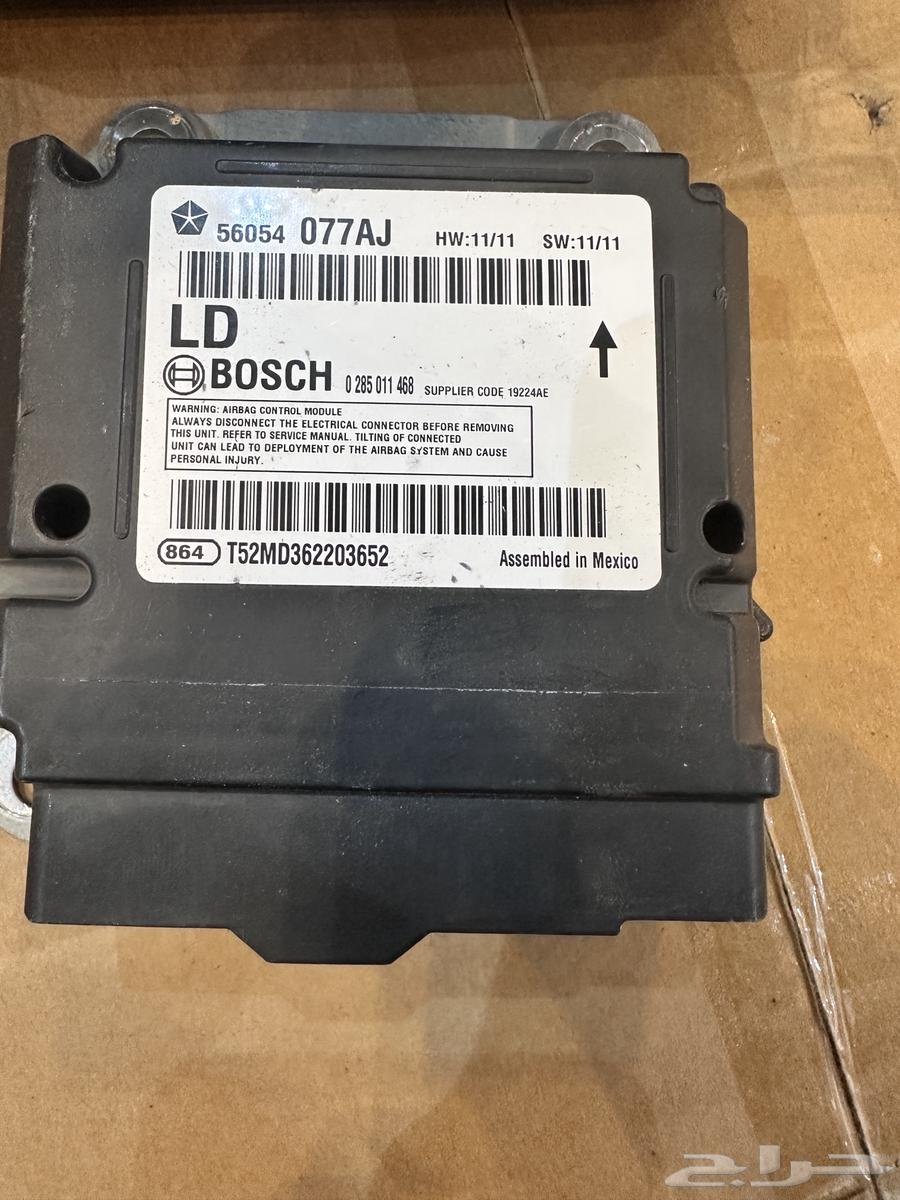 56054 077AJ HW:11/11 SW:11/11
LD
BOSCH 0 285 011 468 SUPPLIER CODE 19224AE
WARNING: AIRBAG CONTROL MODULE
ALWAYS DISCONNECT THE ELECTRICAL CONNECTOR BEFORE REMOVING
THIS UNIT. REFER TO SERVICE MANUAL. TILTING OF CONNECTED
UNIT CAN LEAD TO DEPLOYMENT OF THE AIRBAG SYSTEM AND CAUSE
PERSONAL INJURY.
864 T52MD362203652 Assembled in Mexico
حراج